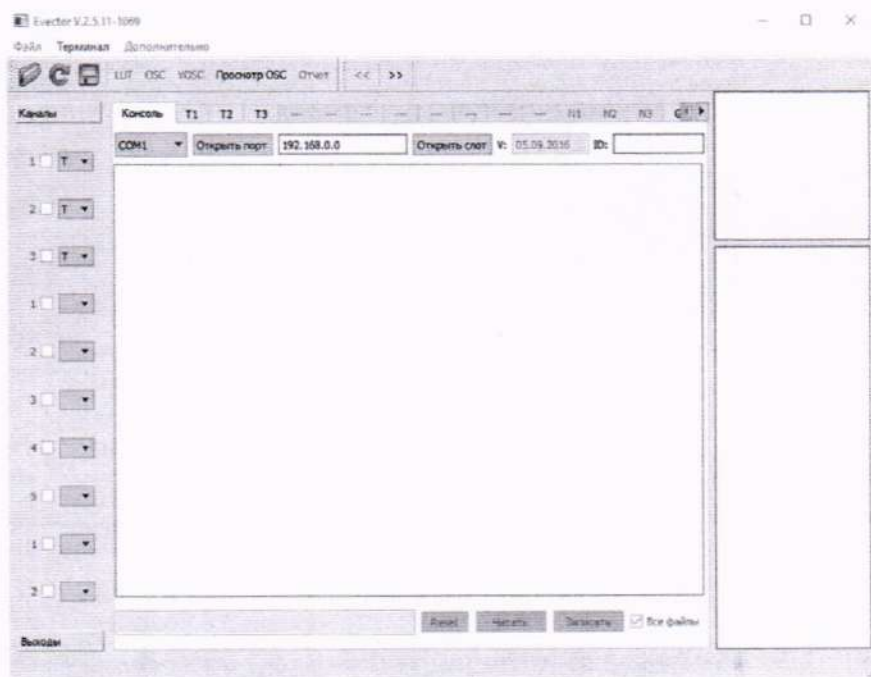 Evector V.2.5.11-1069
Файл Терминал Дополнительно
LUT OSC VOSC Просмотр OSC Отчет << >>
Каналы
Консоль T1 T2 T3 --- --- --- --- --- --- --- --- N1 N2 N3
COM1 Открыть порт 192.168.0.0 Открыть слот V: 05.09.2016 ID:
1 T
2 T
3 T
1
2
3
4
5
1
2
Reset Читать Записать Все файлы
Выходы